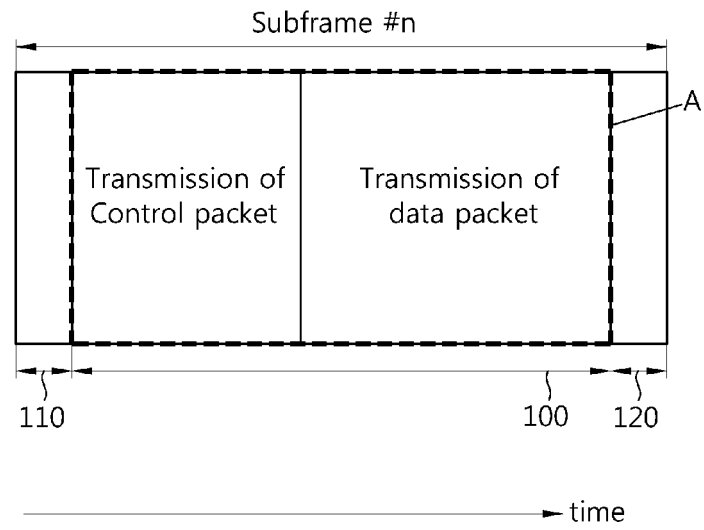 Subframe #n
A
Transmission of
Control packet
Transmission of
data packet
110
100
120
time